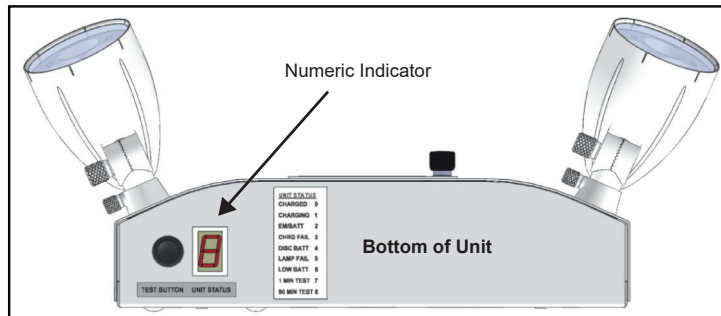 Numeric Indicator
UNIT STATUS
CHARGED 0
CHARGING 1
EM/BATT 2
CHRG FAIL 3
DISC BATT 4
LAMP FAIL 5
LOW BATT 6
1 MIN TEST 7
90 MIN TEST 8
Bottom of Unit
8
TEST BUTTON UNIT STATUS